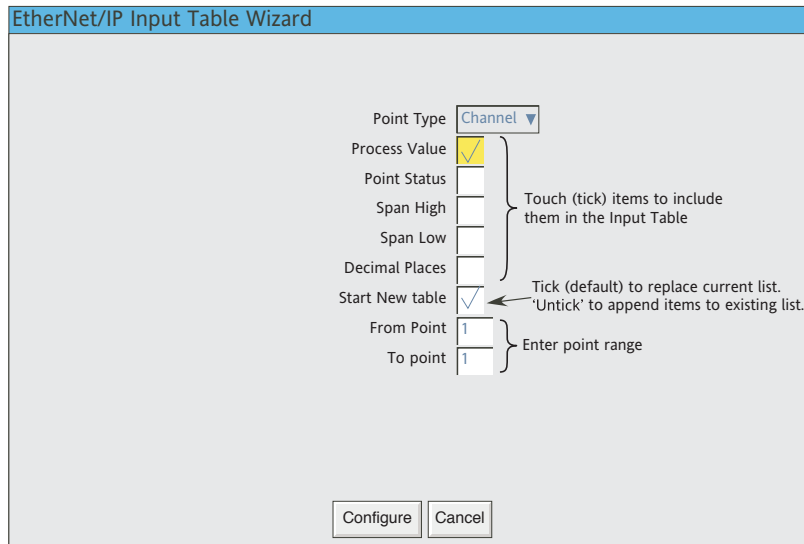 EtherNet/IP Input Table Wizard
Point Type Channel
Process Value
Point Status
Span High
Span Low
Decimal Places
Touch (tick) items to include
them in the Input Table
Start New table
Tick (default) to replace current list.
‘Untick’ to append items to existing list.
From Point 1
To point 1
Enter point range
Configure Cancel